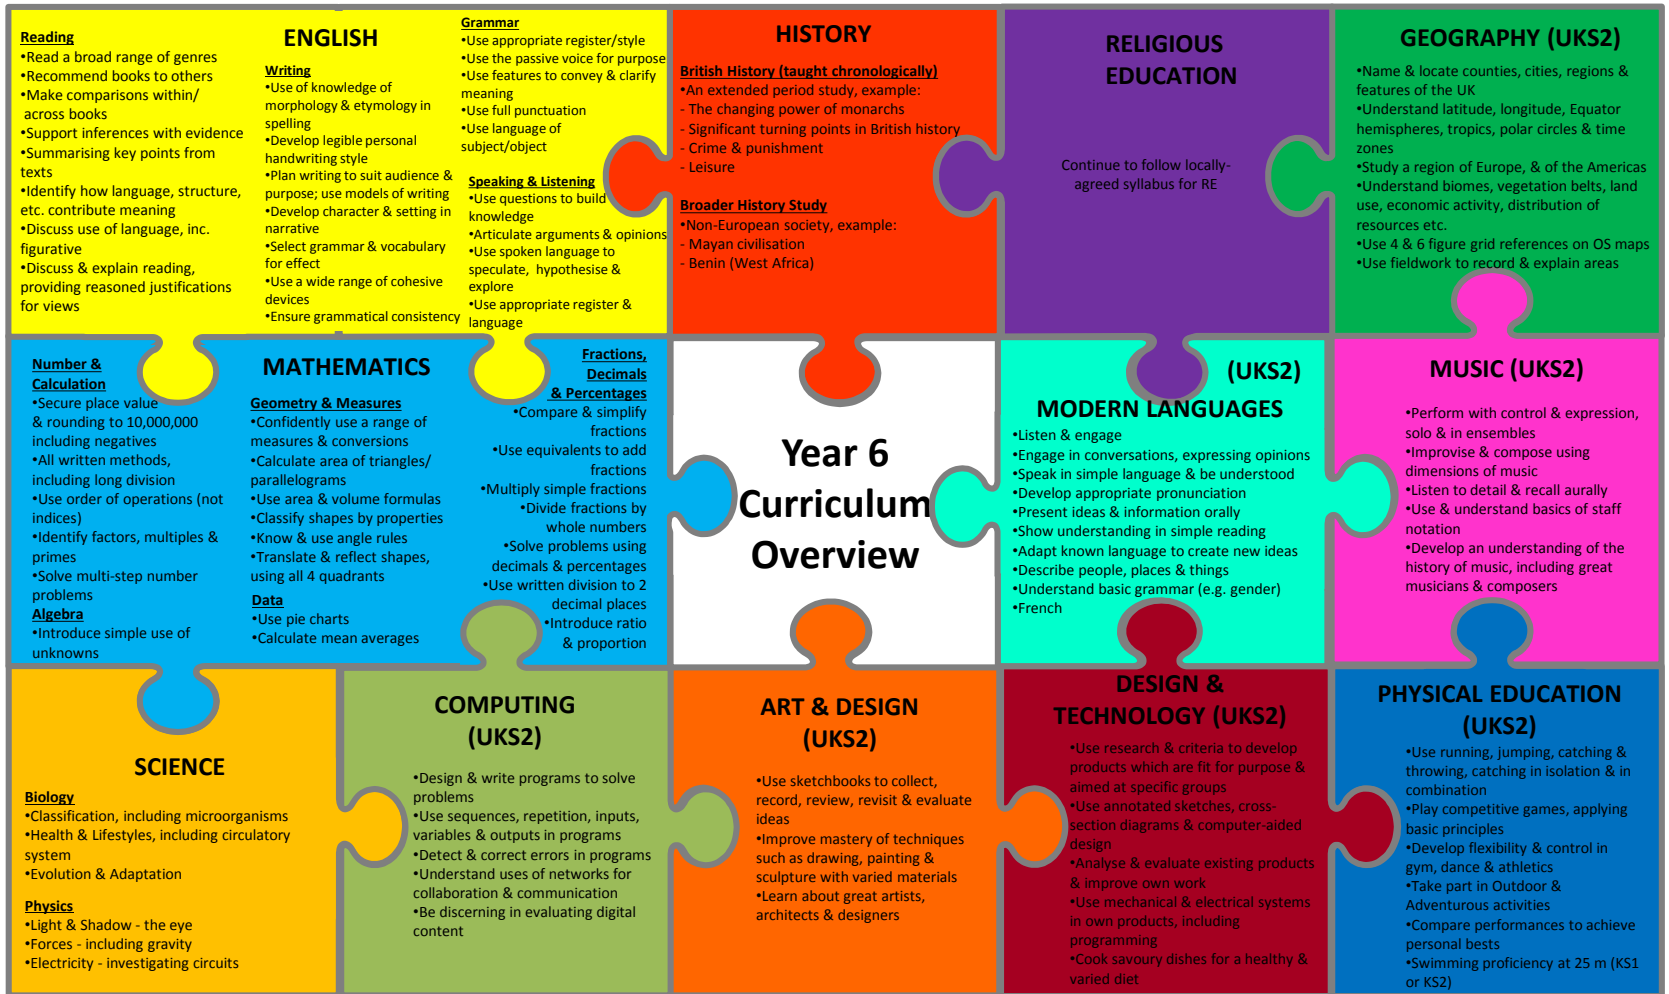 ENGLISH
Reading
•Read a broad range of genres
•Recommend books to others
•Make comparisons within/
across books
•Support inferences with evidence
•Summarising key points from
texts
•Identify how language, structure,
etc. contribute meaning
•Discuss use of language, inc.
figurative
•Discuss & explain reading,
providing reasoned justifications
for views
Writing
•Use of knowledge of
morphology & etymology in
spelling
•Develop legible personal
handwriting style
•Plan writing to suit audience &
purpose; use models of writing
•Develop character & setting in
narrative
•Select grammar & vocabulary
for effect
•Use a wide range of cohesive
devices
•Ensure grammatical consistency
Grammar
•Use appropriate register/style
•Use the passive voice for purpose
•Use features to convey & clarify
meaning
•Use full punctuation
•Use language of
subject/object
Speaking & Listening
•Use questions to build
knowledge
•Articulate arguments & opinions
•Use spoken language to
speculate, hypothesise &
explore
•Use appropriate register &
language
HISTORY
British History (taught chronologically)
•An extended period study, example:
- The changing power of monarchs
- Significant turning points in British history
- Crime & punishment
- Leisure
Broader History Study
•Non-European society, example:
- Mayan civilisation
- Benin (West Africa)
RELIGIOUS
EDUCATION
Continue to follow locally-
agreed syllabus for RE
GEOGRAPHY (UKS2)
•Name & locate counties, cities, regions &
features of the UK
•Understand latitude, longitude, Equator
hemispheres, tropics, polar circles & time
zones
•Study a region of Europe, & of the Americas
•Understand biomes, vegetation belts, land
use, economic activity, distribution of
resources etc.
•Use 4 & 6 figure grid references on OS maps
•Use fieldwork to record & explain areas
MATHEMATICS
Number &
Calculation
•Secure place value
& rounding to 10,000,000
including negatives
•All written methods,
including long division
•Use order of operations (not
indices)
•Identify factors, multiples &
primes
•Solve multi-step number
problems
Algebra
•Introduce simple use of
unknowns
Geometry & Measures
•Confidently use a range of
measures & conversions
•Calculate area of triangles/
parallelograms
•Use area & volume formulas
•Classify shapes by properties
•Know & use angle rules
•Translate & reflect shapes,
using all 4 quadrants
Data
•Use pie charts
•Calculate mean averages
Fractions,
Decimals
& Percentages
•Compare & simplify
fractions
•Use equivalents to add
fractions
•Multiply simple fractions
•Divide fractions by
whole numbers
•Solve problems using
decimals & percentages
•Use written division to 2
decimal places
•Introduce ratio
& proportion
Year 6
Curriculum
Overview
(UKS2)
MODERN LANGUAGES
•Listen & engage
•Engage in conversations, expressing opinions
•Speak in simple language & be understood
•Develop appropriate pronunciation
•Present ideas & information orally
•Show understanding in simple reading
•Adapt known language to create new ideas
•Describe people, places & things
•Understand basic grammar (e.g. gender)
•French
MUSIC (UKS2)
•Perform with control & expression,
solo & in ensembles
•Improvise & compose using
dimensions of music
•Listen to detail & recall aurally
•Use & understand basics of staff
notation
•Develop an understanding of the
history of music, including great
musicians & composers
SCIENCE
Biology
•Classification, including microorganisms
•Health & Lifestyles, including circulatory
system
•Evolution & Adaptation
Physics
•Light & Shadow - the eye
•Forces - including gravity
•Electricity - investigating circuits
COMPUTING
(UKS2)
•Design & write programs to solve
problems
•Use sequences, repetition, inputs,
variables & outputs in programs
•Detect & correct errors in programs
•Understand uses of networks for
collaboration & communication
•Be discerning in evaluating digital
content
ART & DESIGN
(UKS2)
•Use sketchbooks to collect,
record, review, revisit & evaluate
ideas
•Improve mastery of techniques
such as drawing, painting &
sculpture with varied materials
•Learn about great artists,
architects & designers
DESIGN &
TECHNOLOGY (UKS2)
•Use research & criteria to develop
products which are fit for purpose &
aimed at specific groups
•Use annotated sketches, cross-
section diagrams & computer-aided
design
•Analyse & evaluate existing products
& improve own work
•Use mechanical & electrical systems
in own products, including
programming
•Cook savoury dishes for a healthy &
varied diet
PHYSICAL EDUCATION
(UKS2)
•Use running, jumping, catching &
throwing, catching in isolation & in
combination
•Play competitive games, applying
basic principles
•Develop flexibility & control in
gym, dance & athletics
•Take part in Outdoor &
Adventurous activities
•Compare performances to achieve
personal bests
•Swimming proficiency at 25 m (KS1
or KS2)